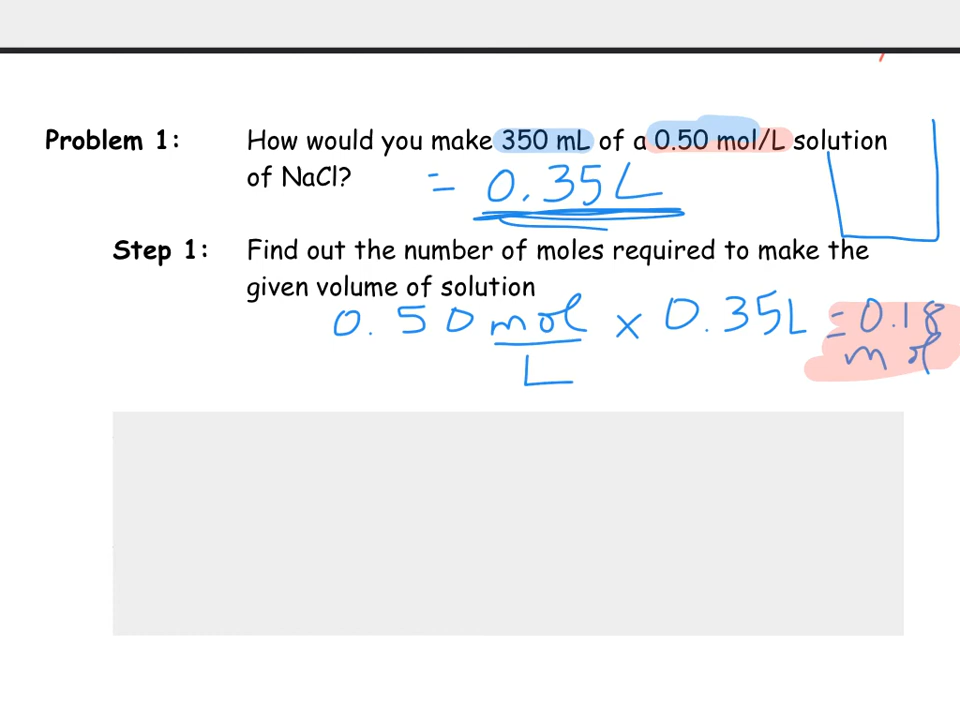 Problem 1: How would you make 350 mL of a 0.50 mol/L solution
of NaCl?
= 0.35L
Step 1: Find out the number of moles required to make the
given volume of solution
0.50 mol/L x 0.35L = 0.18
mol